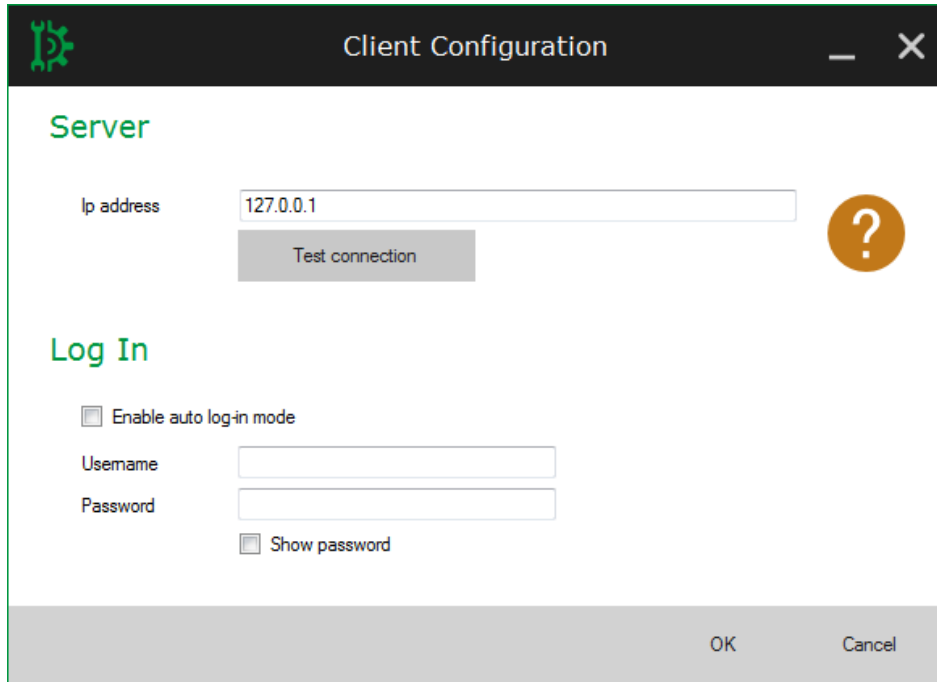 Client Configuration
Server
Ip address 127.0.0.1
?
Test connection
Log In
Enable auto log-in mode
Username
Password
Show password
OK Cancel